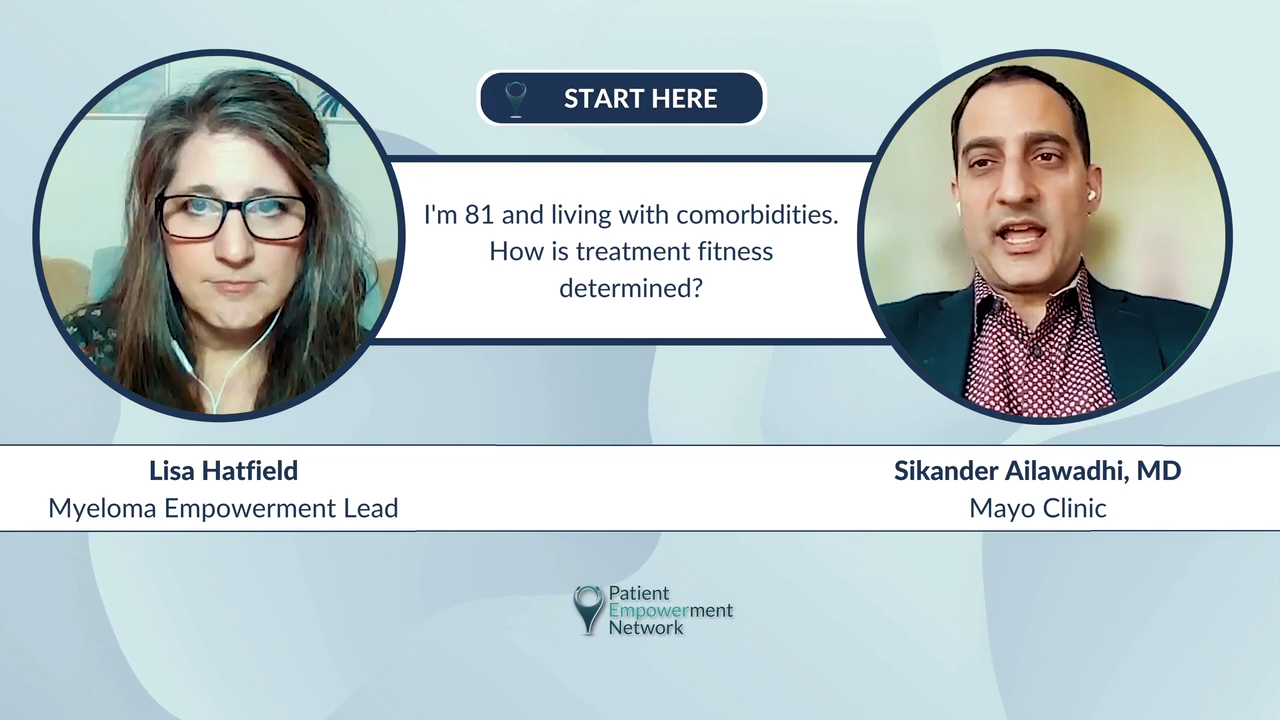 START HERE
I'm 81 and living with comorbidities.
How is treatment fitness
determined?
Lisa Hatfield
Myeloma Empowerment Lead
Sikander Ailawadhi, MD
Mayo Clinic
Patient
Empowerment
Network